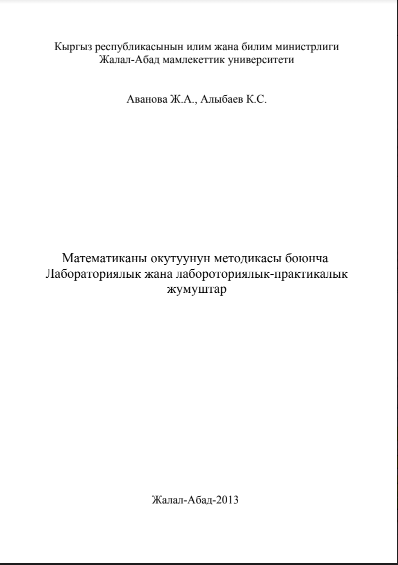 Кыргыз республикасынын илим жана билим министрлиги
Жалал-Абад мамлекеттик университети
Аванова Ж.А., Алыбаев К.С.
Математиканы окутуунун методикасы боюнча
Лабораториялык жана лабороториялык-практикалык
жумуштар
Жалал-Абад-2013